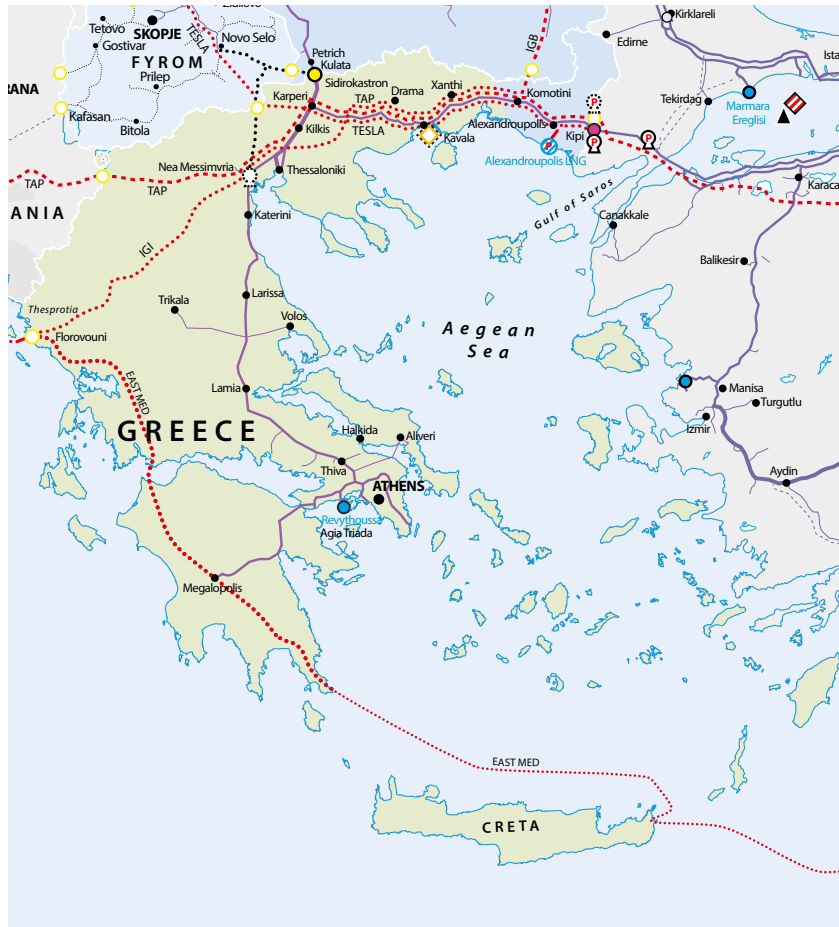 Zidilovo
Tetovo
SKOPJE
Gostivar
Novo Selo
TESLA
FYROM
Prilep
RANA
Kafasan
Bitola
Petrich
Kulata
Sidirokastron
Karperi
TAP
Drama
Xanthi
IGB
Komotini
Kirklareli
Edirne
Ista
Tekirdag
Marmara
Ereglisi
Kilkis
TESLA
Kavala
Alexandroupolis
Kipi
P
P
P
P
Alexandroupolis LNG
Nea Messimvria
Thessaloniki
TAP
TAP
ANIA
Katerini
IGI
Gulf of Saros
Karaca
Canakkale
Balikesir
Thesprotia
Trikala
Larissa
Volos
Florovouni
Aegean
Sea
EAST MED
Lamia
Manisa
Turgutlu
Izmir
GREECE
Halkida
Aliveri
Thiva
Aydin
ATHENS
Revythoussa
Agia Triáda
Megalopolis
EAST MED
CRETA